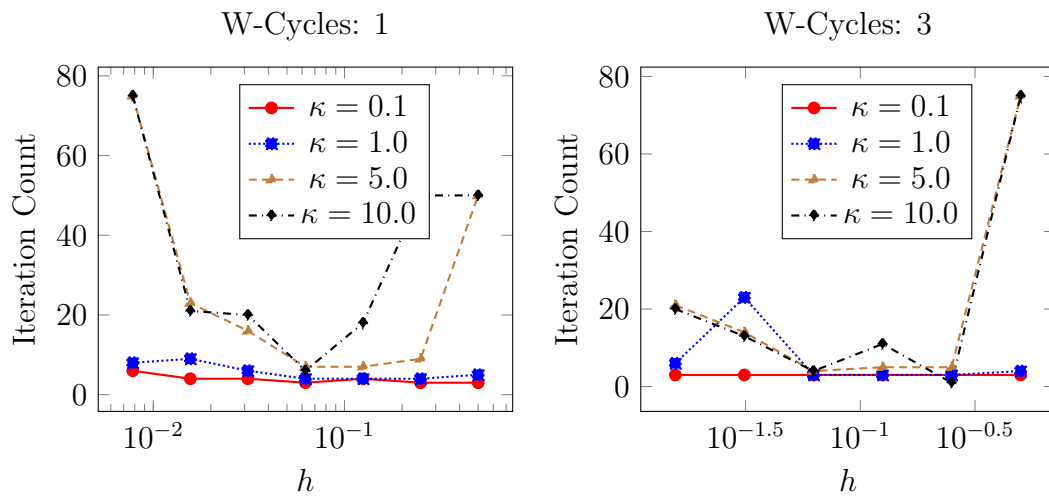 W-Cycles: 1
80
60
40
20
0
10⁻²
10⁻¹
h
Iteration Count
κ = 0.1
κ = 1.0
κ = 5.0
κ = 10.0
W-Cycles: 3
80
60
40
20
0
10⁻¹·⁵
10⁻¹
10⁻⁰·⁵
h
Iteration Count
κ = 0.1
κ = 1.0
κ = 5.0
κ = 10.0